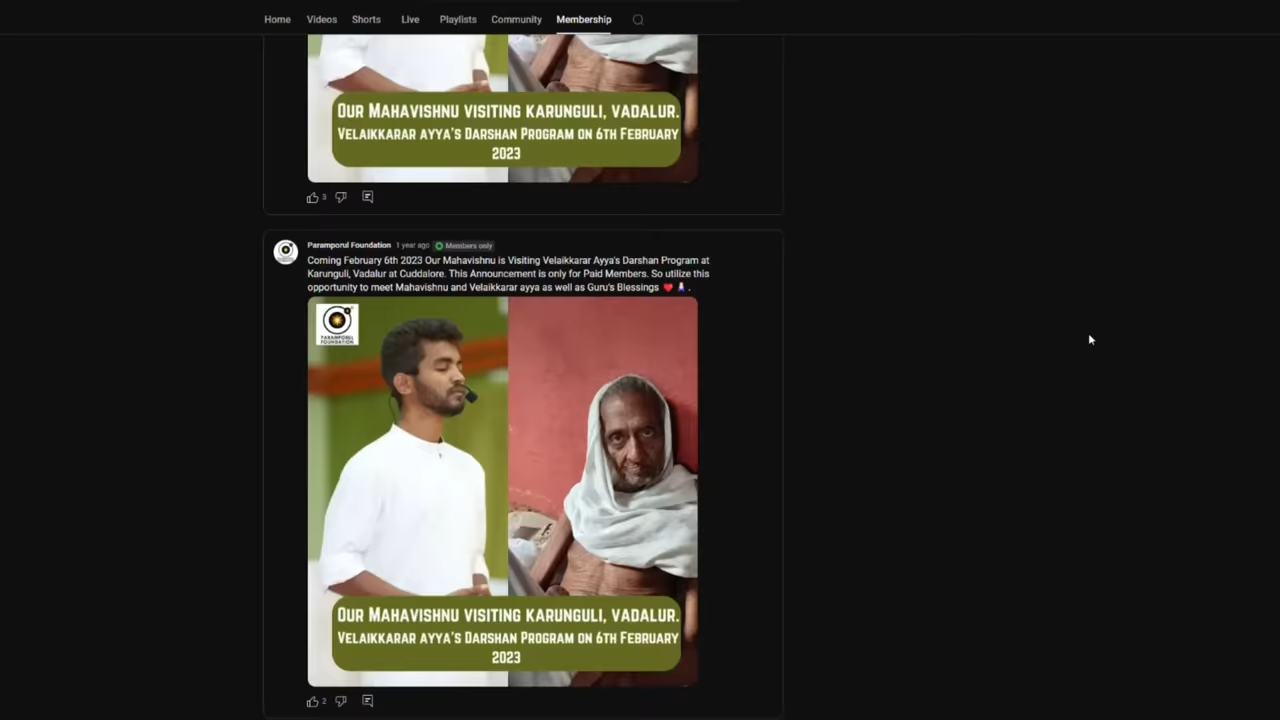 Home Videos Shorts Live Playlists Community Membership
OUR MAHAVISHNU VISITING KARUNGULI, VADALUR.
VELAIKKARAR AYYA'S DARSHAN PROGRAM ON 6TH FEBRUARY
2023
3
Paramporul Foundation 1 year ago Members only
Coming February 6th 2023 Our Mahavishnu is Visiting Velaikkarar Ayya's Darshan Program at
Karunguli, Vadalur at Cuddalore. This Announcement is only for Paid Members. So utilize this
opportunity to meet Mahavishnu and Velaikkarar ayya as well as Guru's Blessings ❤️ .
PARAMPORUL
FOUNDATION
OUR MAHAVISHNU VISITING KARUNGULI, VADALUR.
VELAIKKARAR AYYA'S DARSHAN PROGRAM ON 6TH FEBRUARY
2023
2